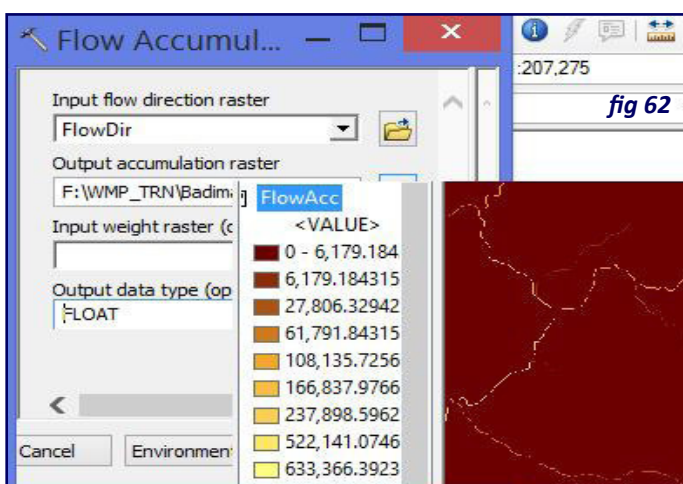 Flow Accumul...
:207,275
fig 62
Input flow direction raster
FlowDir
Output accumulation raster
F:\WMP_TRN\Badima
Input weight raster (o
Output data type (op
FLOAT
Cancel
Environmen
FlowAcc
<VALUE>
0 - 6,179.184
6,179.184315
27,806.32942
61,791.84315
108,135.7256
166,837.9766
237,898.5962
522,141.0746
633,366.3923